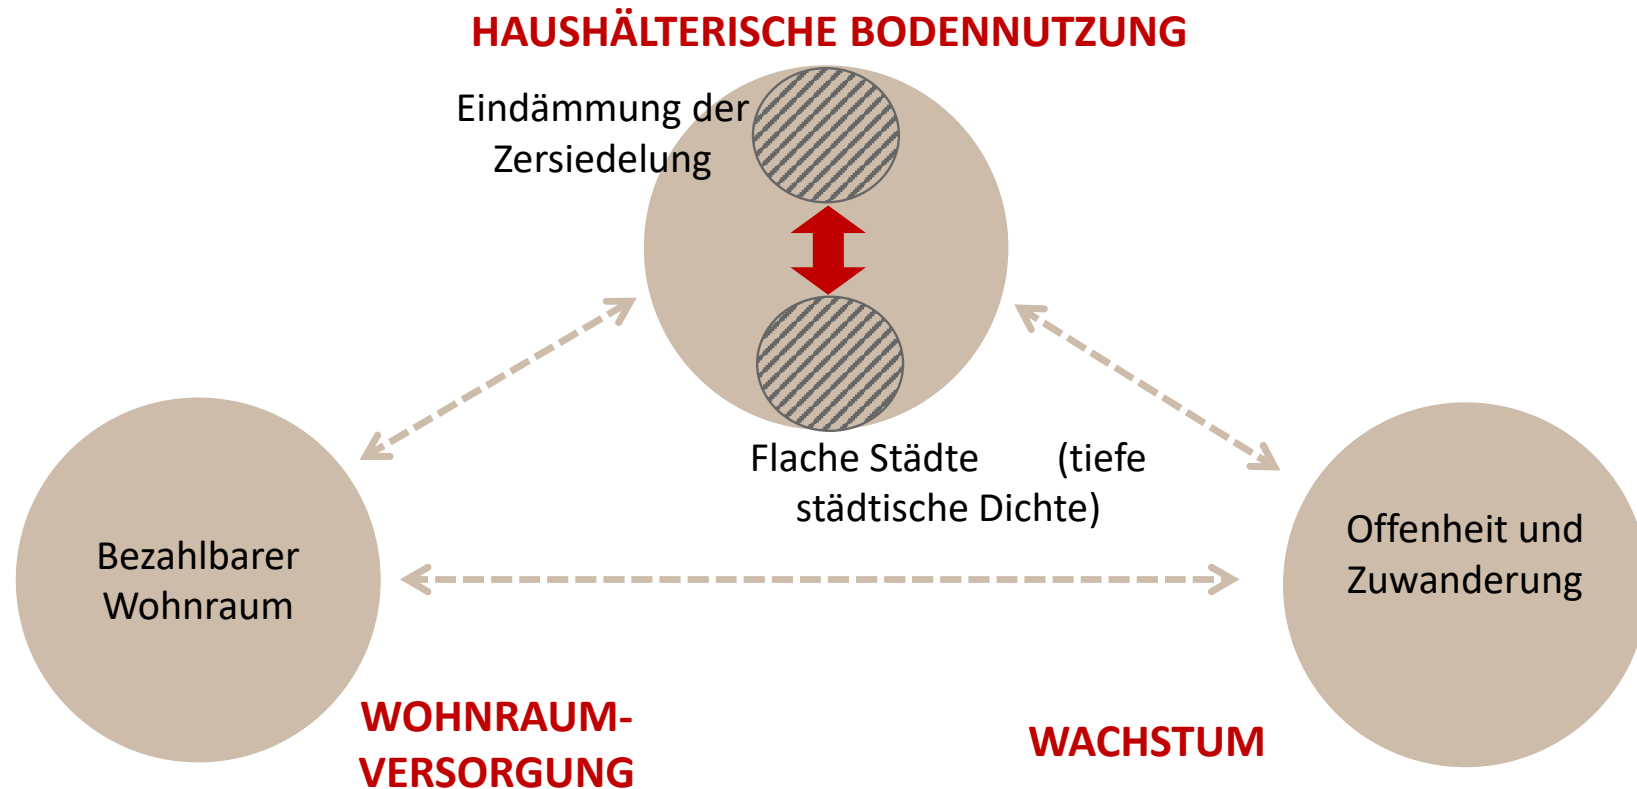 HAUSHÄLTERISCHE BODENNUTZUNG
Eindämmung der
Zersiedelung
Flache Städte (tiefe
städtische Dichte)
Bezahlbarer
Wohnraum
Offenheit und
Zuwanderung
WOHNRAUM-
VERSORGUNG
WACHSTUM